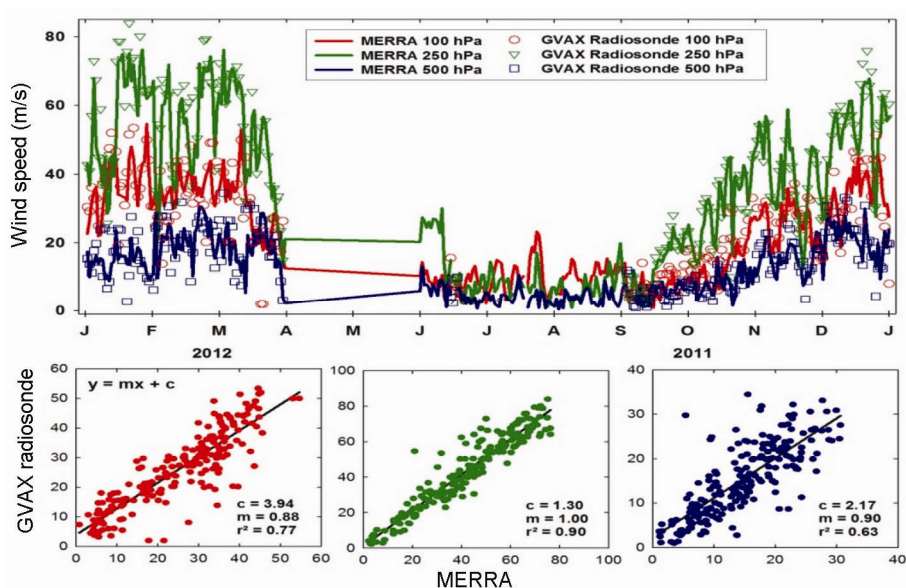 MERRA 100 hPa GVAX Radiosonde 100 hPa
MERRA 250 hPa GVAX Radiosonde 250 hPa
MERRA 500 hPa GVAX Radiosonde 500 hPa
Wind speed (m/s)
80
60
40
20
0
J F M A M J J A S O N D J
2012 2011
GVAX radiosonde
60
50
40
30
20
10
0
y = mx + c
c = 3.94
m = 0.88
r² = 0.77
0 10 20 30 40 50 60
100
80
60
40
20
0
c = 1.30
m = 1.00
r² = 0.90
0 20 40 60 80 100
40
30
20
10
0
c = 2.17
m = 0.90
r² = 0.63
0 10 20 30 40
MERRA